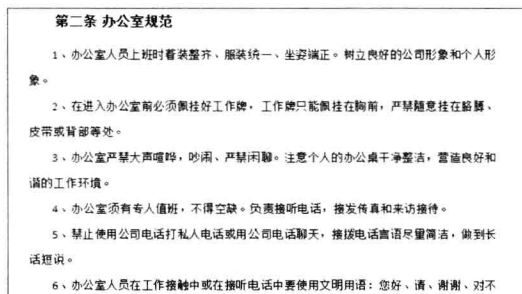 第二条 办公室规范
1、办公室人员上班时着装整齐、服装统一、坐姿端正。树立良好的公司形象和个人形
象。
2、在进入办公室前必须佩挂好工作牌，工作牌只能佩挂在胸前，严禁随意挂在胳膊、
皮带或背部等处。
3、办公室严禁大声喧哗，吵闹、严禁闲聊。注意个人的办公桌干净整洁，营造良好和
谐的工作环境。
4、办公室须有专人值班，不得空缺。负责接听电话，接发传真和来访接待。
5、禁止使用公司电话打私人电话或用公司电话聊天，接拨电话言语尽量简洁，做到长
话短说。
6、办公室人员在工作接触中或在接听电话中要使用文明用语：您好、请、谢谢、对不